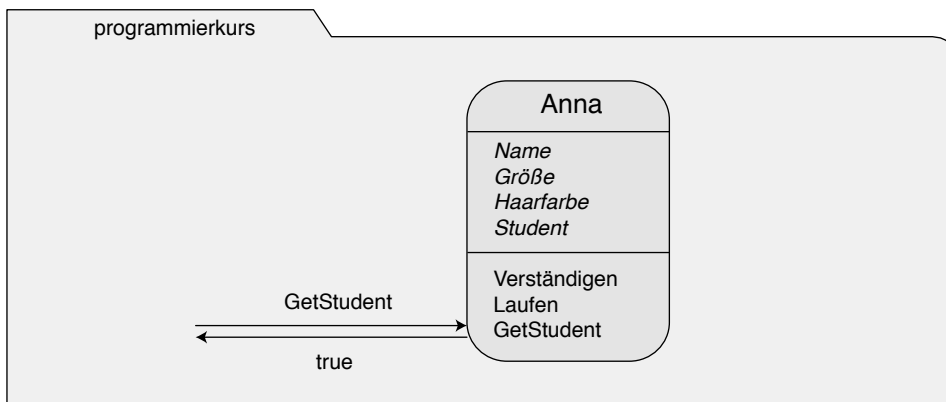 programmierkurs
Anna
Name
Größe
Haarfarbe
Student
Verständigen
Laufen
GetStudent
GetStudent
true